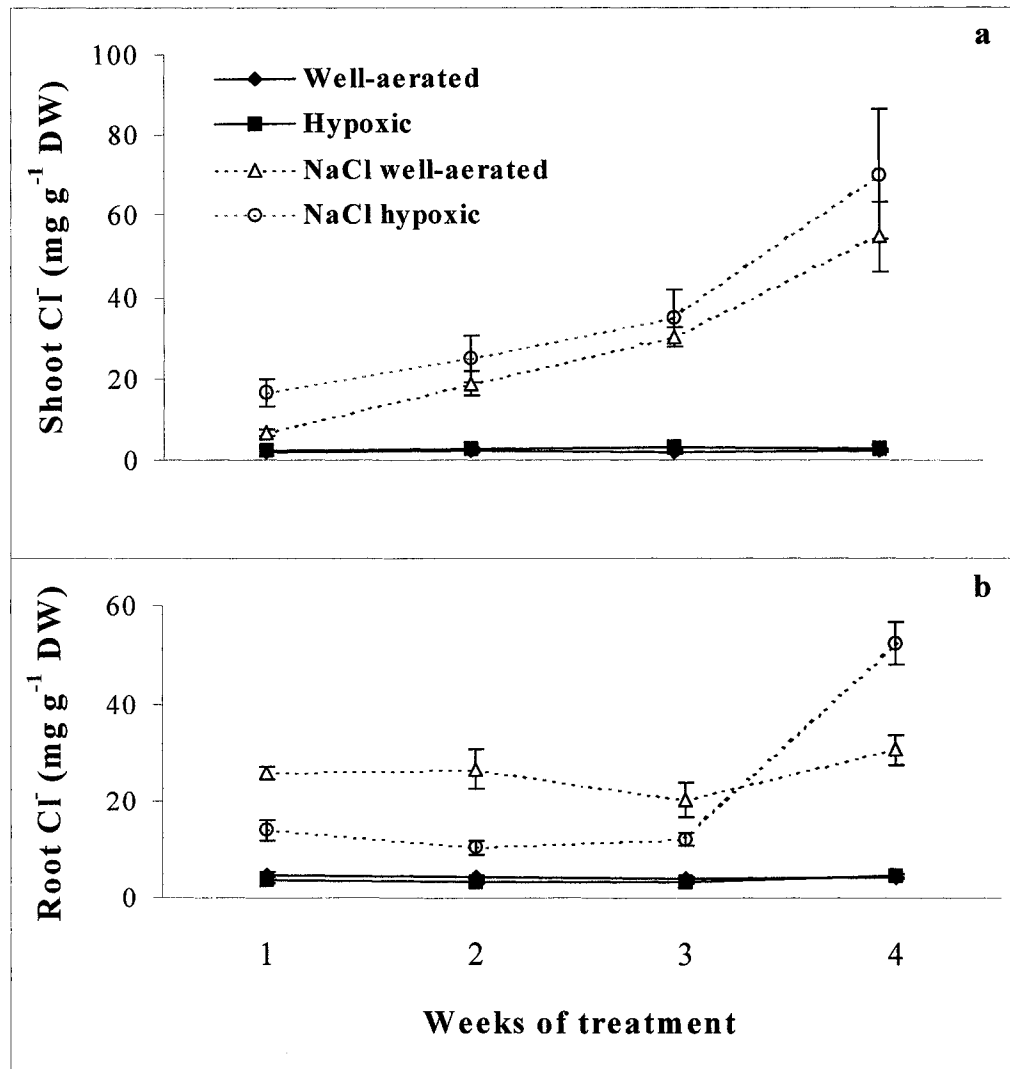 a
Shoot Cl⁻ (mg g⁻¹ DW)
100
80
60
40
20
0
Well-aerated
Hypoxic
NaCl well-aerated
NaCl hypoxic
b
Root Cl⁻ (mg g⁻¹ DW)
60
40
20
0
1 2 3 4
Weeks of treatment